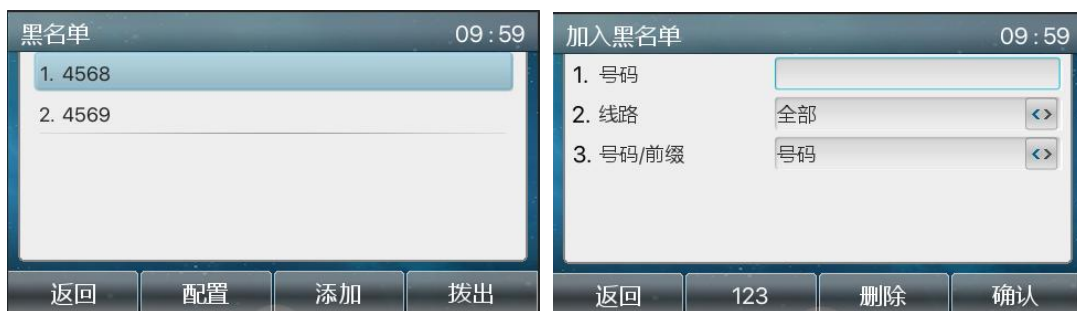 黑名单 09:59
1. 4568
2. 4569
返回 配置 添加 拨出
加入黑名单 09:59
1. 号码
2. 线路 全部 <>
3. 号码/前缀 号码 <>
返回 123 删除 确认